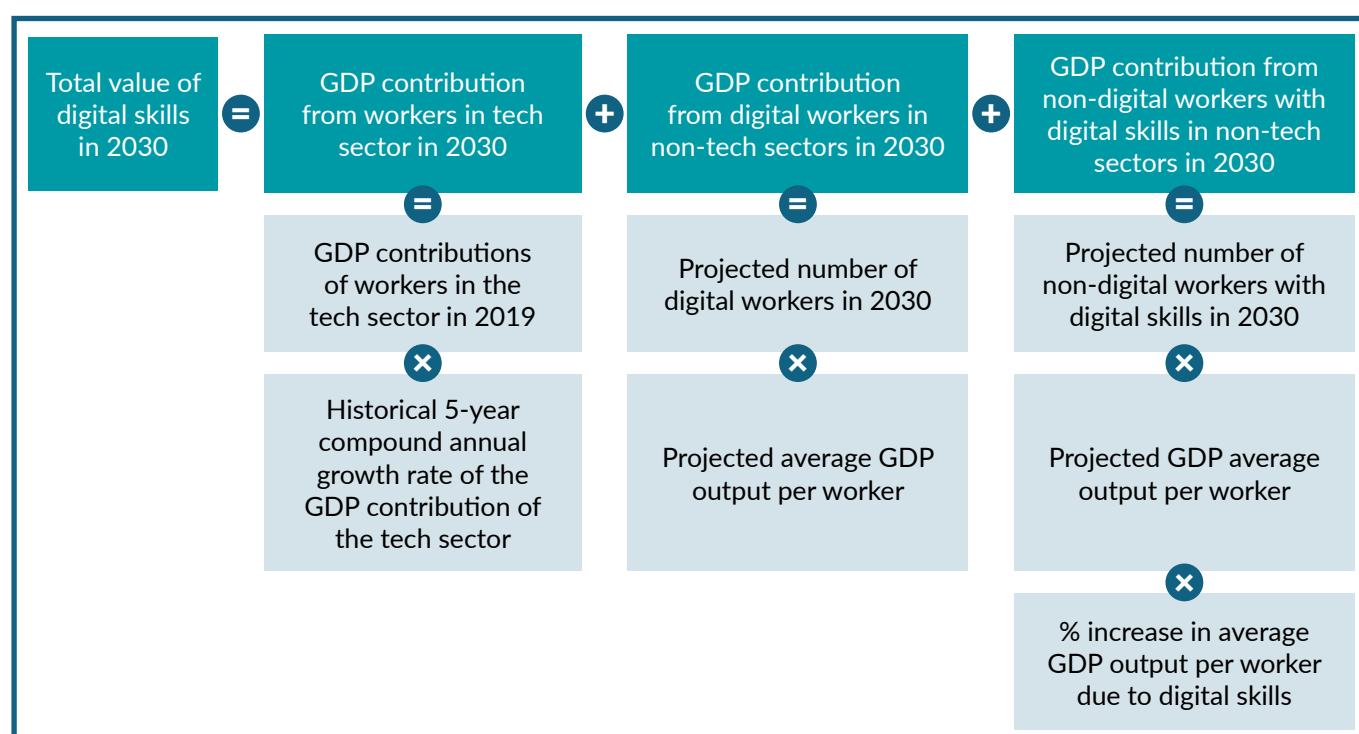 Total value of
digital skills
in 2030
=
GDP contribution
from workers in tech
sector in 2030
+
GDP contribution
from digital workers in
non-tech sectors in 2030
+
GDP contribution from
non-digital workers with
digital skills in non-tech
sectors in 2030
=
GDP contributions
of workers in the
tech sector in 2019
×
Historical 5-year
compound annual
growth rate of the
GDP contribution of
the tech sector
=
Projected number of
digital workers in 2030
×
Projected average GDP
output per worker
=
Projected number of
non-digital workers with
digital skills in 2030
×
Projected GDP average
output per worker
×
% increase in average
GDP output per worker
due to digital skills